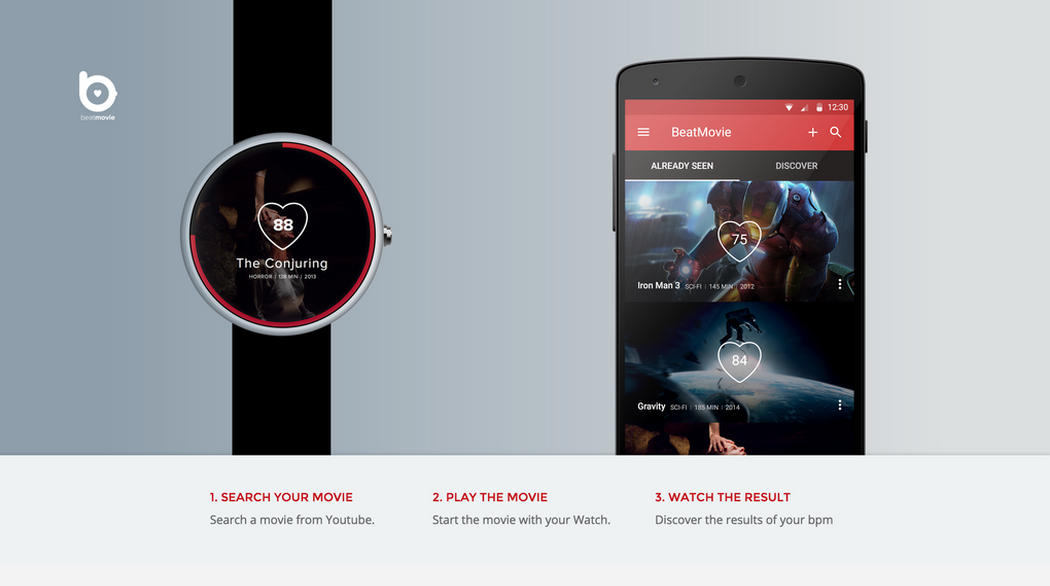 beatmovie
88
The Conjuring
HORROR | 138 MIN | 2013
12:30
BeatMovie
ALREADY SEEN
DISCOVER
75
Iron Man 3 SCI-FI | 145 MIN | 2012
84
Gravity SCI-FI | 185 MIN | 2014
1. SEARCH YOUR MOVIE
Search a movie from Youtube.
2. PLAY THE MOVIE
Start the movie with your Watch.
3. WATCH THE RESULT
Discover the results of your bpm